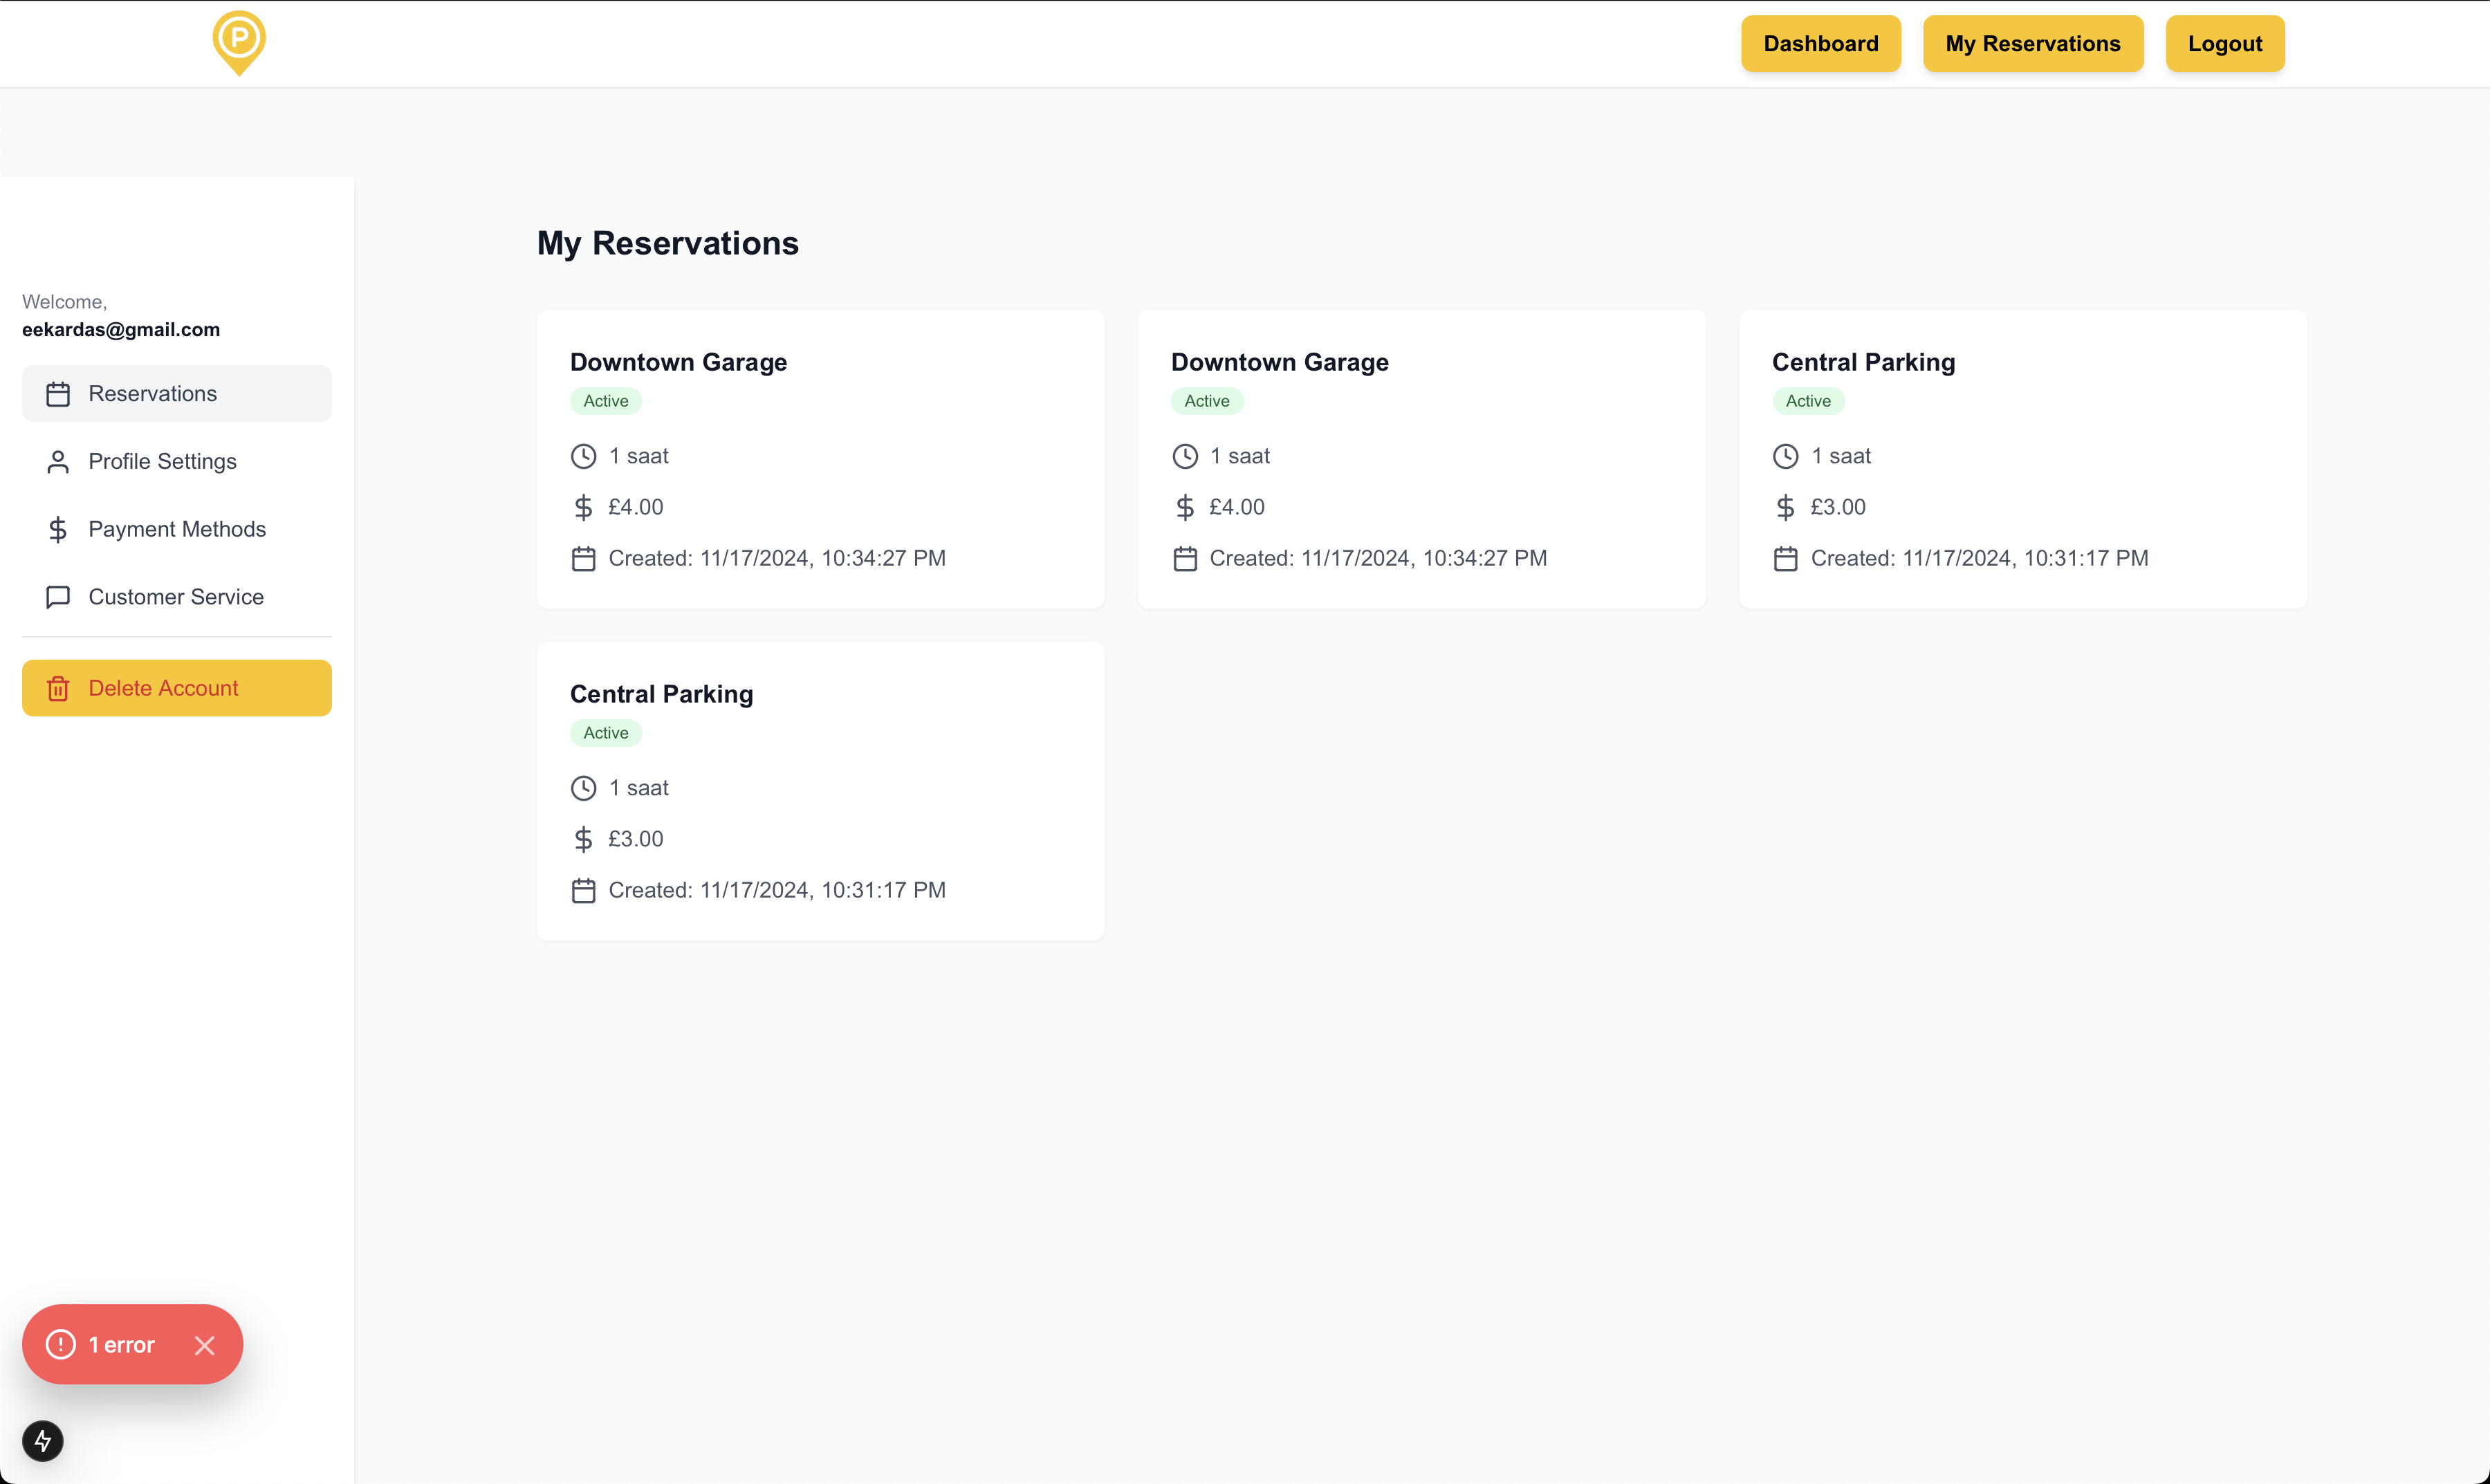 P
Dashboard
My Reservations
Logout
Welcome,
eekardas@gmail.com
Reservations
Profile Settings
Payment Methods
Customer Service
Delete Account
My Reservations
Downtown Garage
Active
1 saat
£4.00
Created: 11/17/2024, 10:34:27 PM
Downtown Garage
Active
1 saat
£4.00
Created: 11/17/2024, 10:34:27 PM
Central Parking
Active
1 saat
£3.00
Created: 11/17/2024, 10:31:17 PM
Central Parking
Active
1 saat
£3.00
Created: 11/17/2024, 10:31:17 PM
1 error